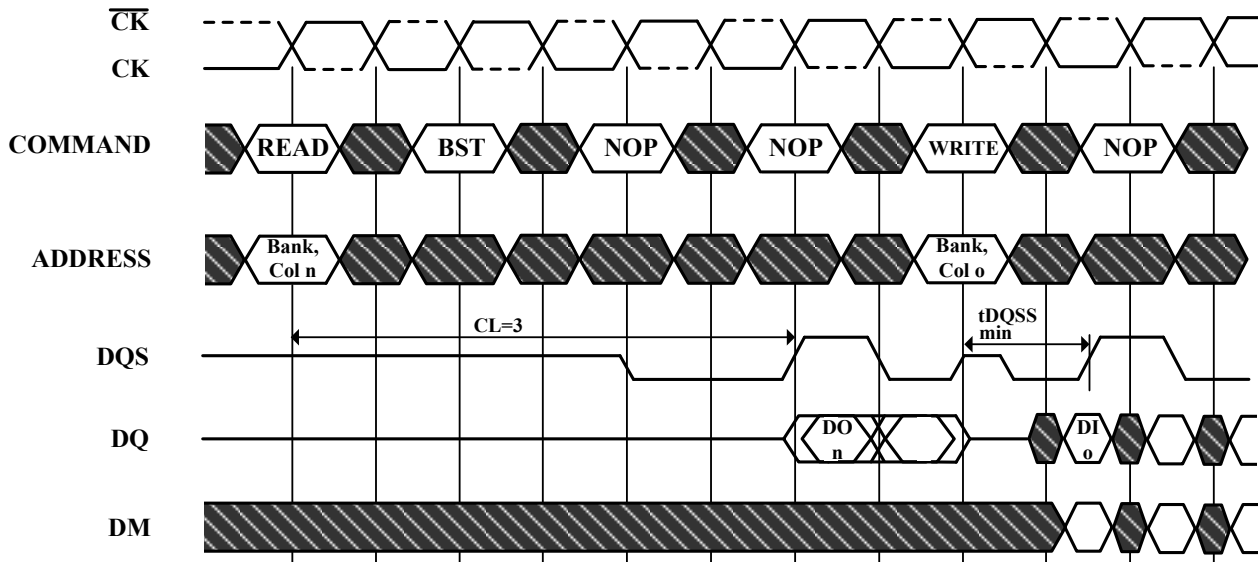 CK
CK
COMMAND
READ
BST
NOP
NOP
WRITE
NOP
ADDRESS
Bank,
Col n
Bank,
Col o
DQS
CL=3
tDQSS
min
DQ
DO
n
DI
o
DM